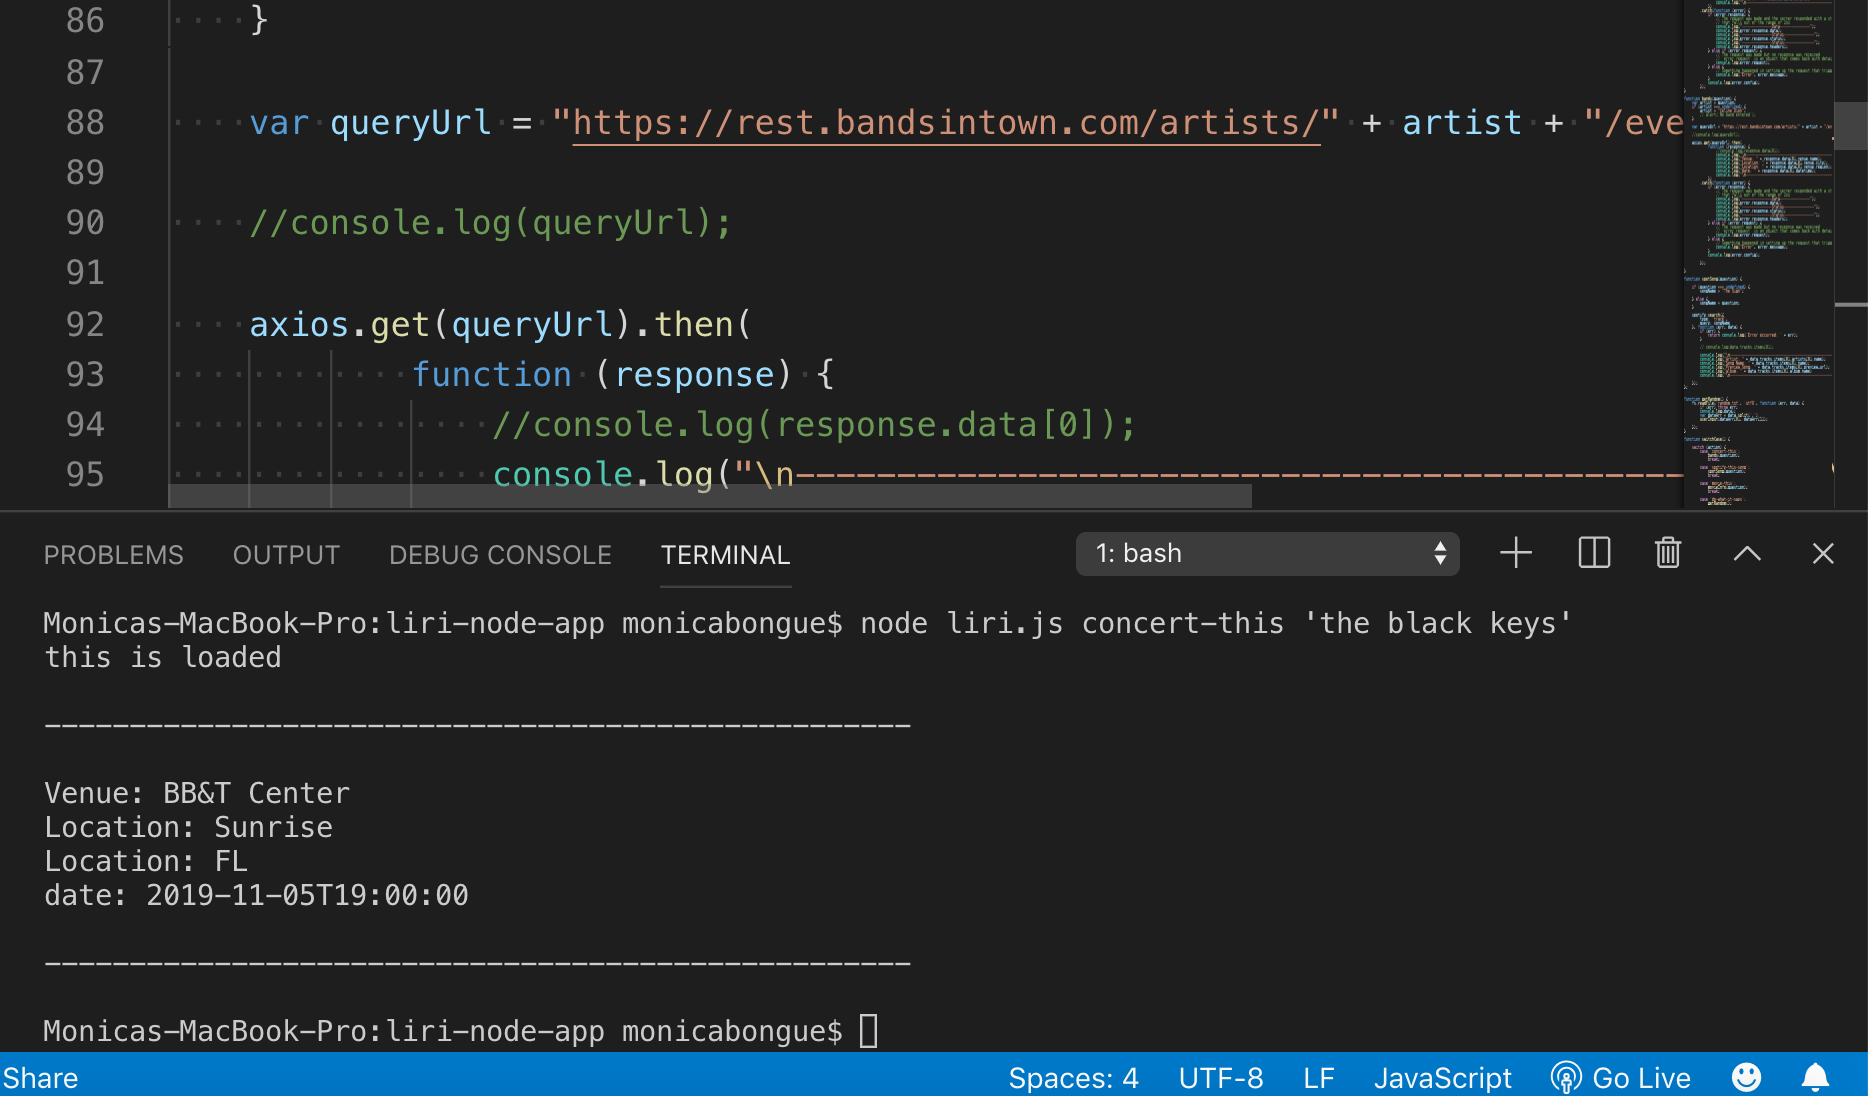 86 }
87
88 var queryUrl = "https://rest.bandsintown.com/artists/" + artist + "/eve
89
90 //console.log(queryUrl);
91
92 axios.get(queryUrl).then(
93 function (response) {
94 //console.log(response.data[0]);
95 console.log("\n--------------------------------------------
PROBLEMS OUTPUT DEBUG CONSOLE TERMINAL 1: bash
Monicas-MacBook-Pro:liri-node-app monicabongue$ node liri.js concert-this 'the black keys'
this is loaded
---------------------------------------------------
Venue: BB&T Center
Location: Sunrise
Location: FL
date: 2019-11-05T19:00:00
---------------------------------------------------
Monicas-MacBook-Pro:liri-node-app monicabongue$
Share Spaces: 4 UTF-8 LF JavaScript Go Live